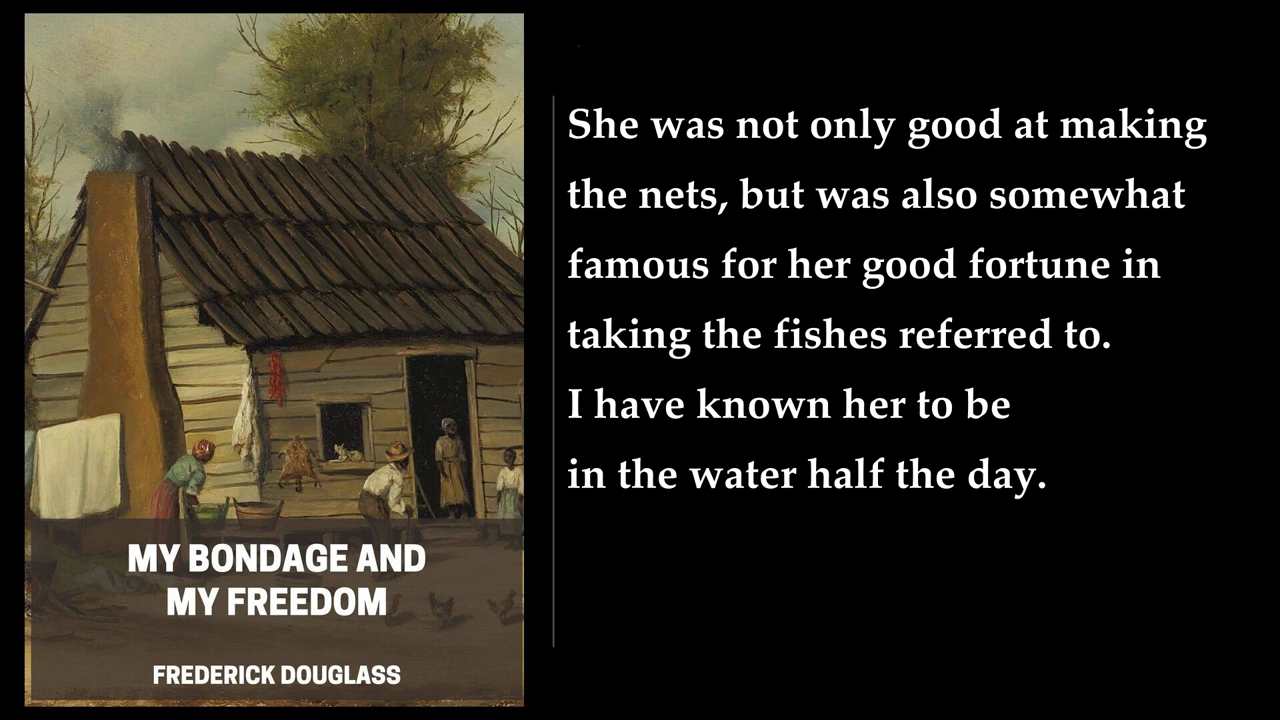 MY BONDAGE AND
MY FREEDOM
FREDERICK DOUGLASS
She was not only good at making
the nets, but was also somewhat
famous for her good fortune in
taking the fishes referred to.
I have known her to be
in the water half the day.